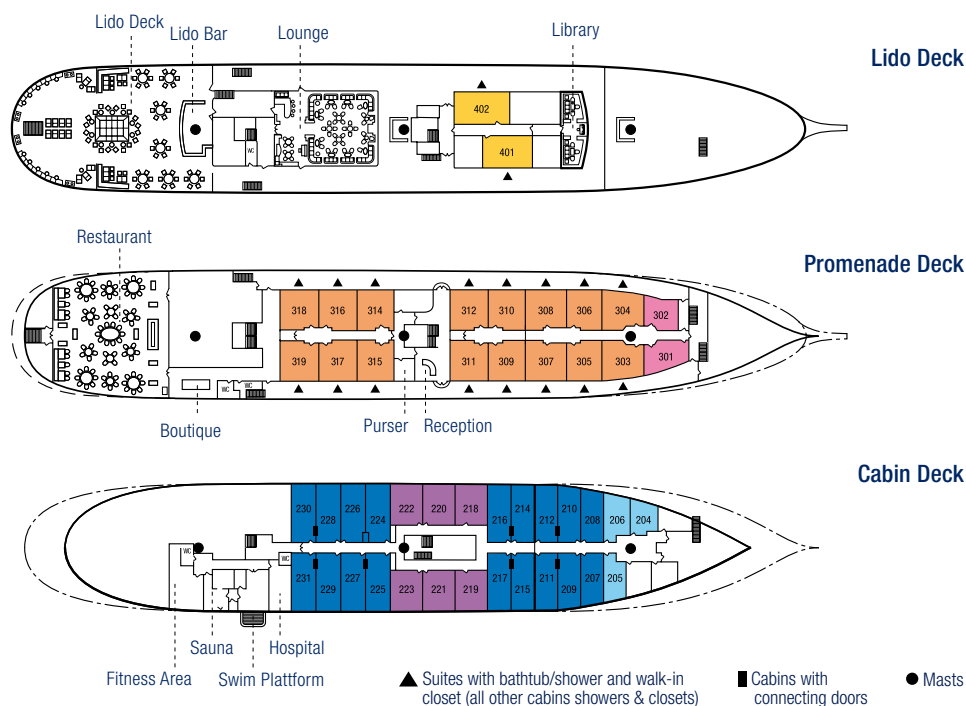 Lido Deck
Lido Bar
Lounge
Library
Lido Deck
402
401
WC
Restaurant
Promenade Deck
318 316 314 312 310 308 306 304 302
319 317 315 311 309 307 305 303 301
WC WC
Boutique
Purser
Reception
Cabin Deck
230 228 226 224 222 220 218 216 214 212 210 208 206 204
WC
WC
231 229 227 225 223 221 219 217 215 211 209 207 205
Sauna
Hospital
Fitness Area
Swim Plattform
Suites with bathtub/shower and walk-in
closet (all other cabins showers & closets)
Cabins with
connecting doors
Masts